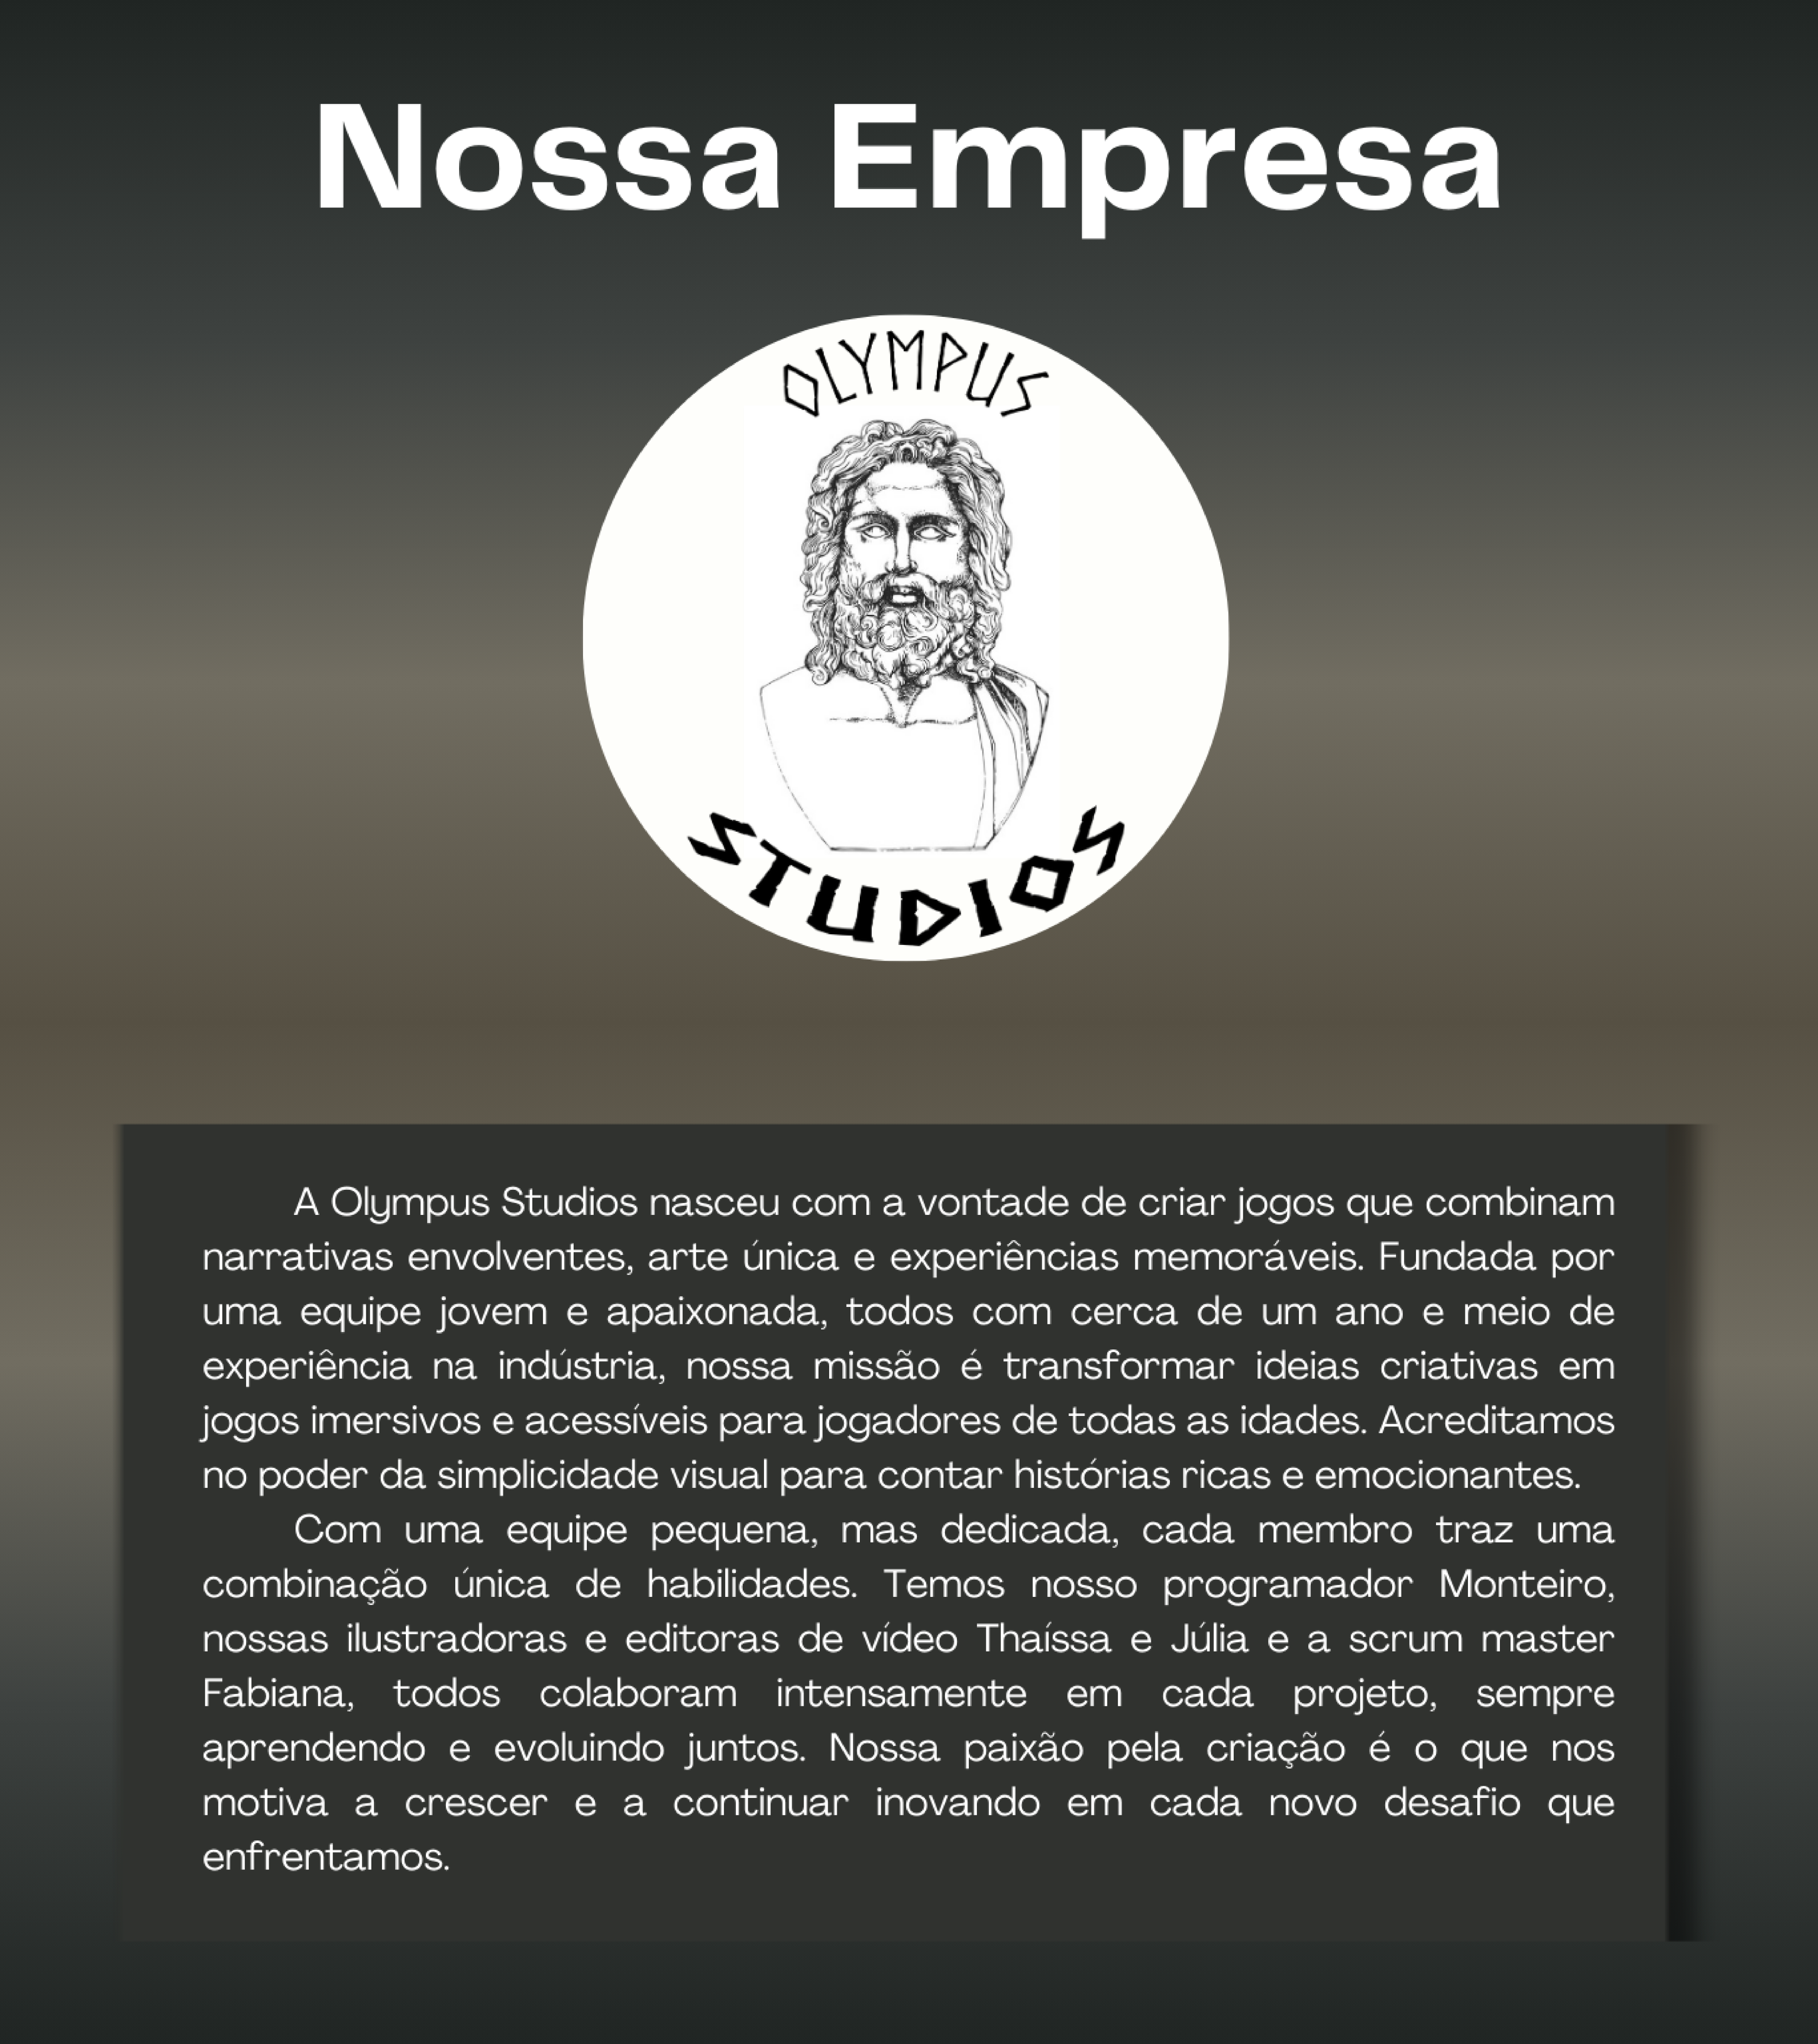 Nossa Empresa
OLYMPUS
STUDIOS
A Olympus Studios nasceu com a vontade de criar jogos que combinam
narrativas envolventes, arte única e experiências memoráveis. Fundada por
uma equipe jovem e apaixonada, todos com cerca de um ano e meio de
experiência na indústria, nossa missão é transformar ideias criativas em
jogos imersivos e acessíveis para jogadores de todas as idades. Acreditamos
no poder da simplicidade visual para contar histórias ricas e emocionantes.
Com uma equipe pequena, mas dedicada, cada membro traz uma
combinação única de habilidades. Temos nosso programador Monteiro,
nossas ilustradoras e editoras de vídeo Thaíssa e Júlia e a scrum master
Fabiana, todos colaboram intensamente em cada projeto, sempre
aprendendo e evoluindo juntos. Nossa paixão pela criação é o que nos
motiva a crescer e a continuar inovando em cada novo desafio que
enfrentamos.